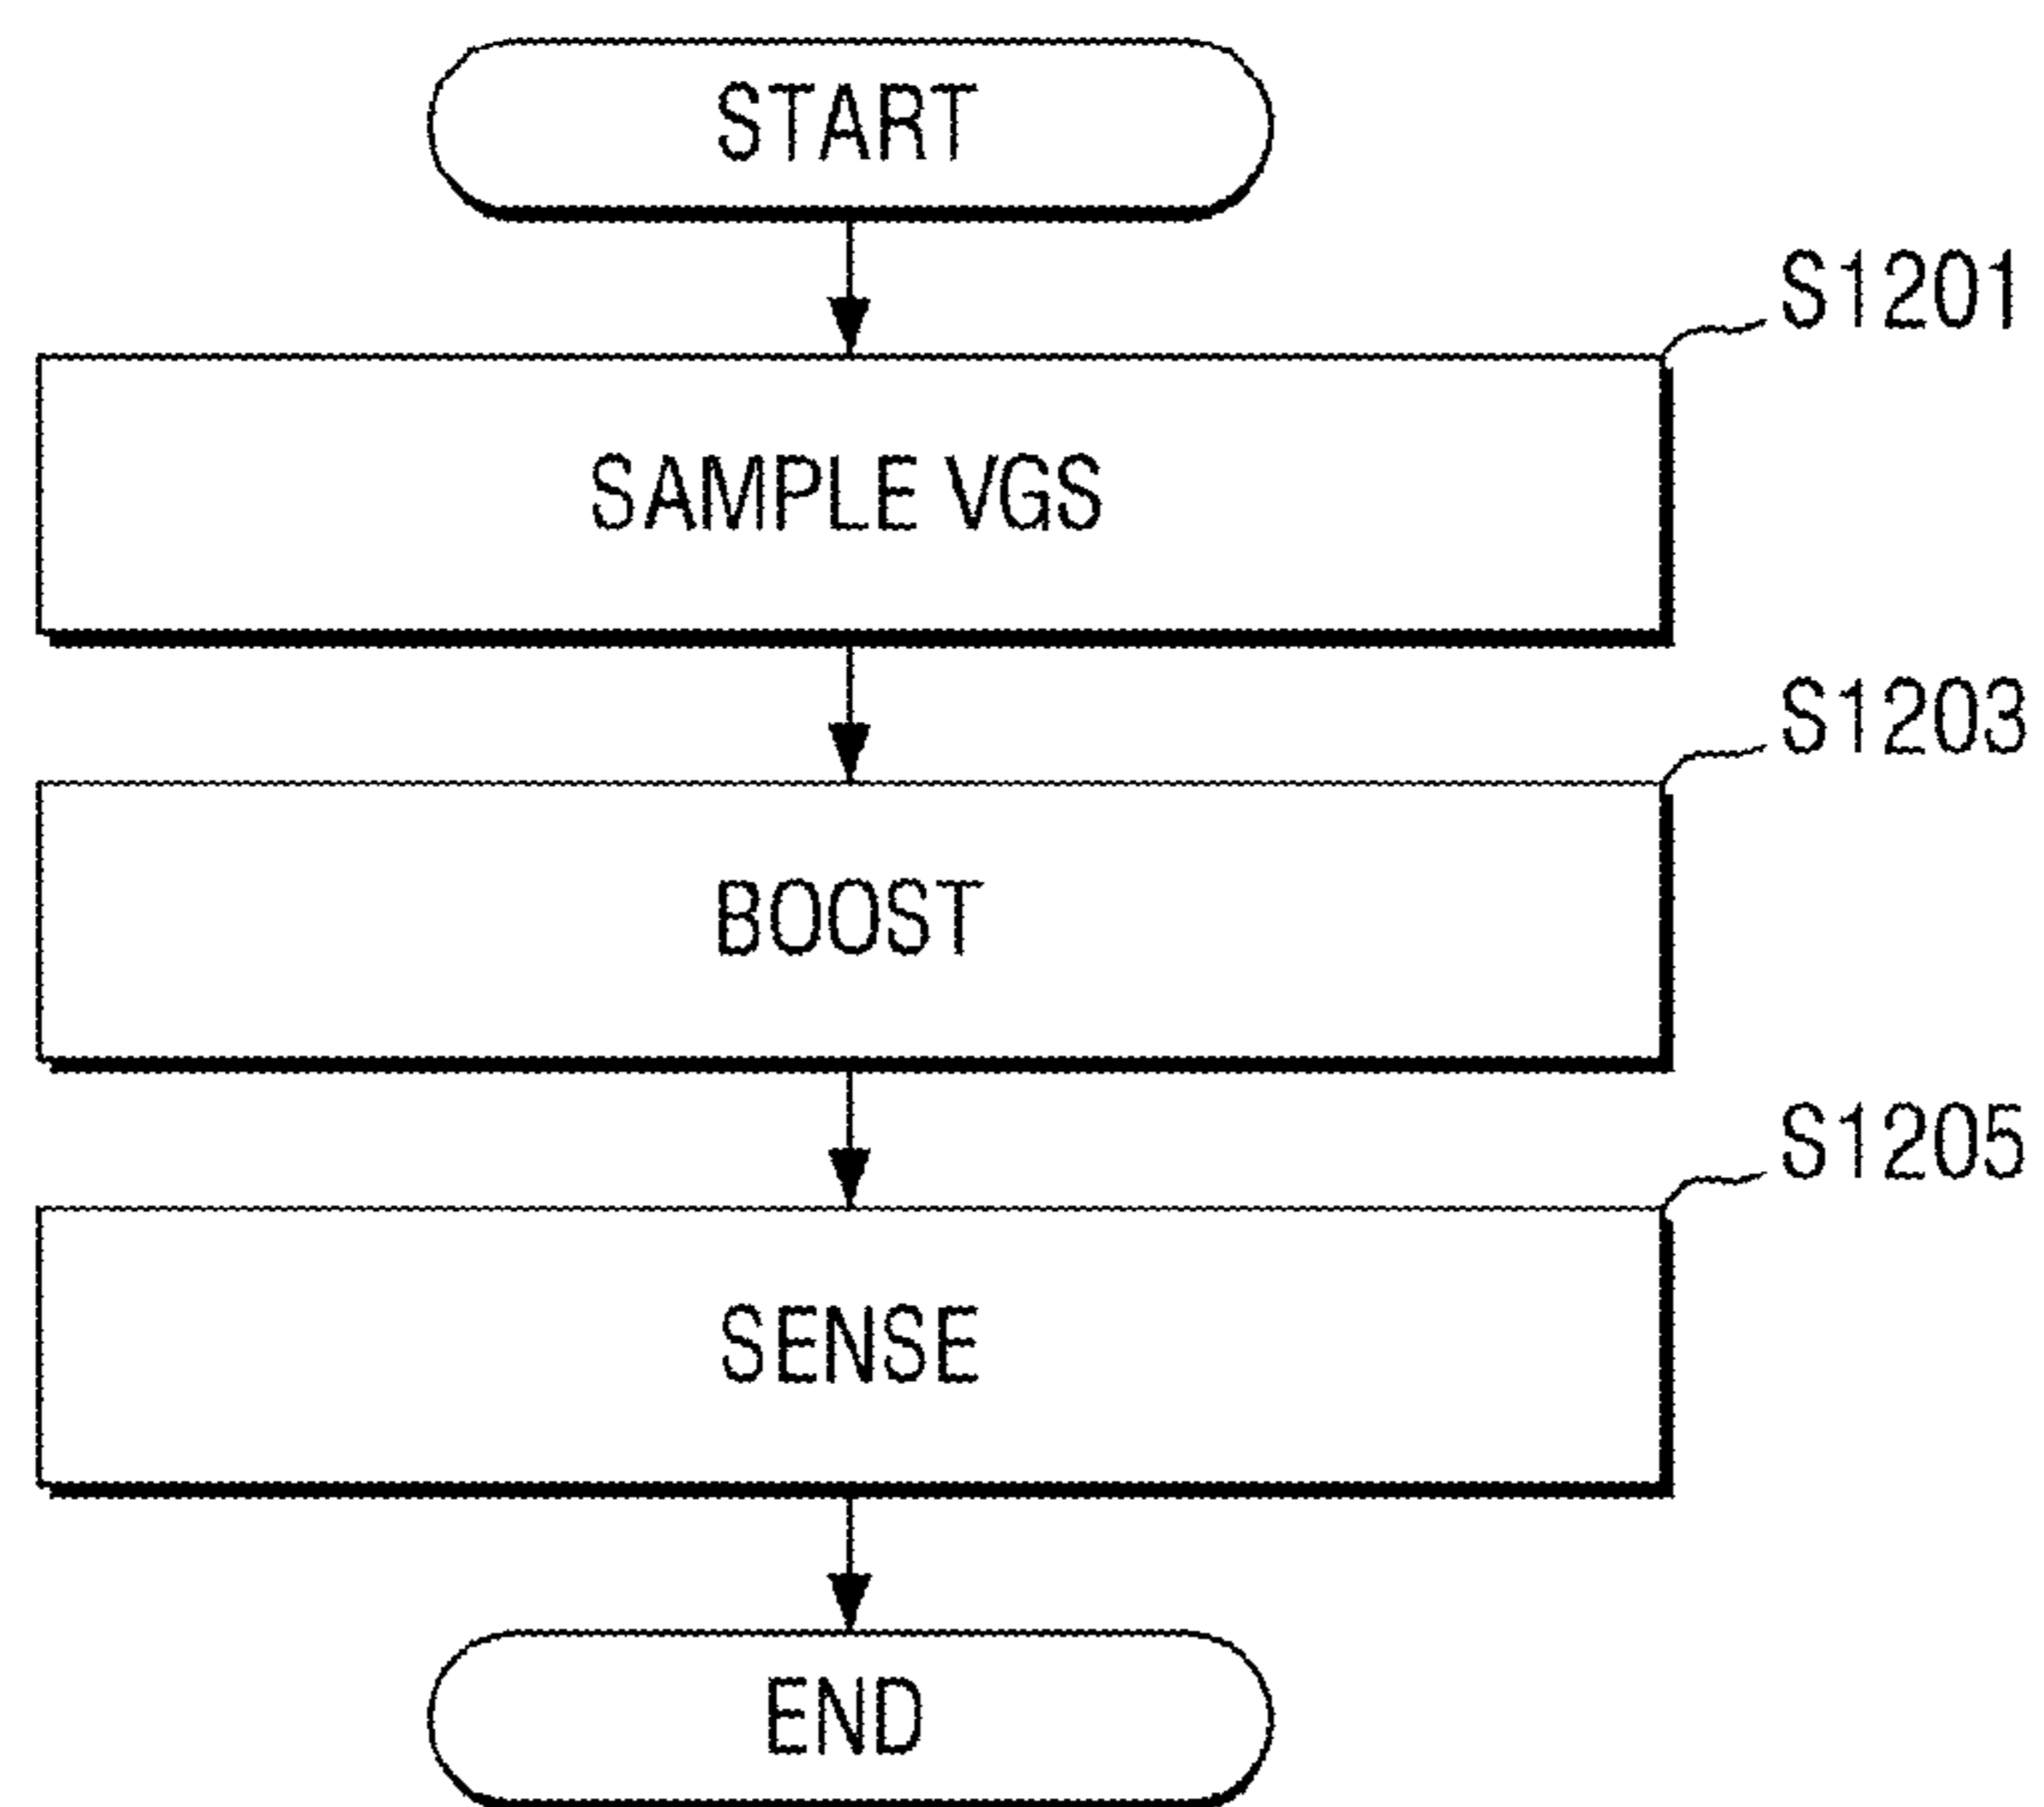 START
S1201
SAMPLE VGS
S1203
BOOST
S1205
SENSE
END